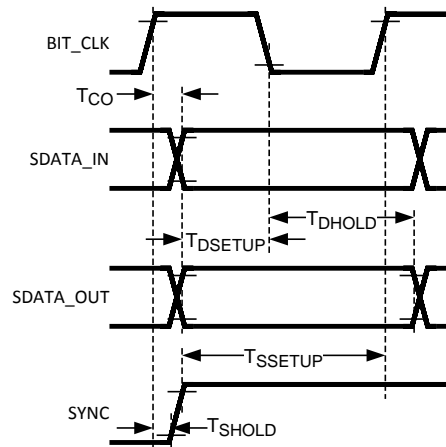 BIT_CLK
TCO
SDATA_IN
TDHOLD
TDSETUP
SDATA_OUT
TSSETUP
SYNC
TSHOLD